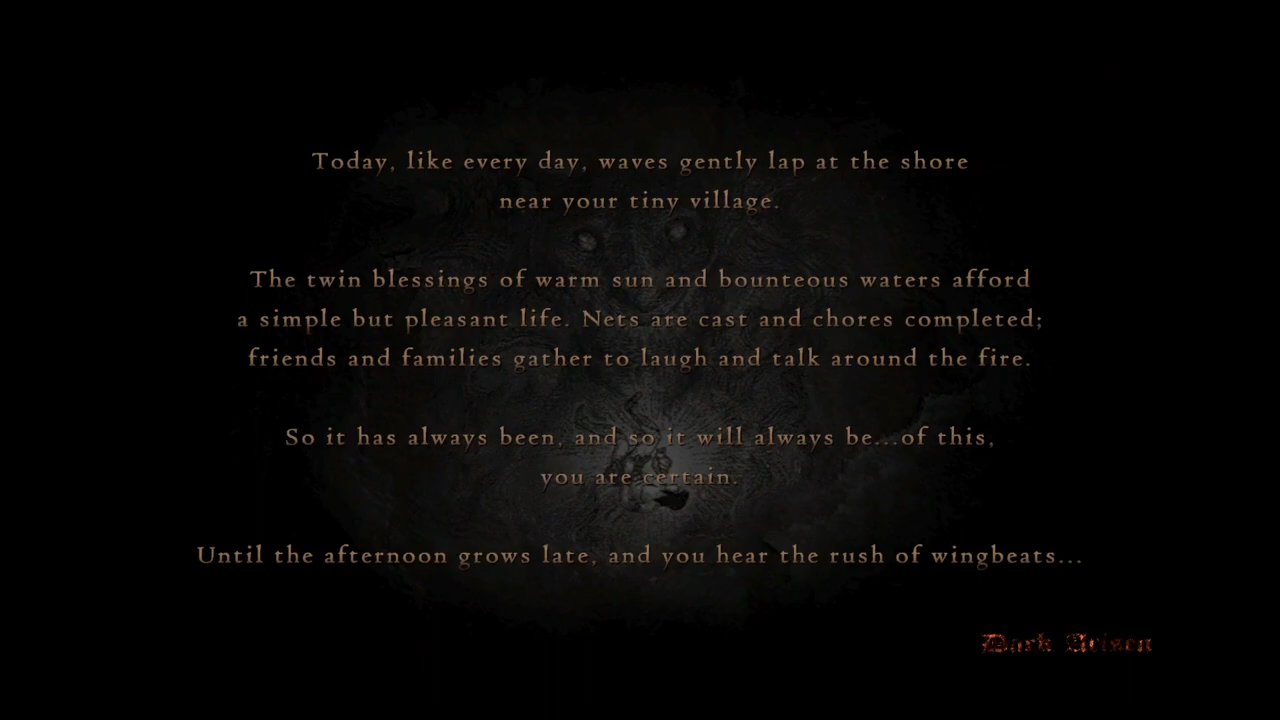 Today, like every day, waves gently lap at the shore
near your tiny village.
The twin blessings of warm sun and bounteous waters afford
a simple but pleasant life. Nets are cast and chores completed;
friends and families gather to laugh and talk around the fire.
So it has always been, and so it will always be...of this,
you are certain.
Until the afternoon grows late, and you hear the rush of wingbeats...
Dark Arisen